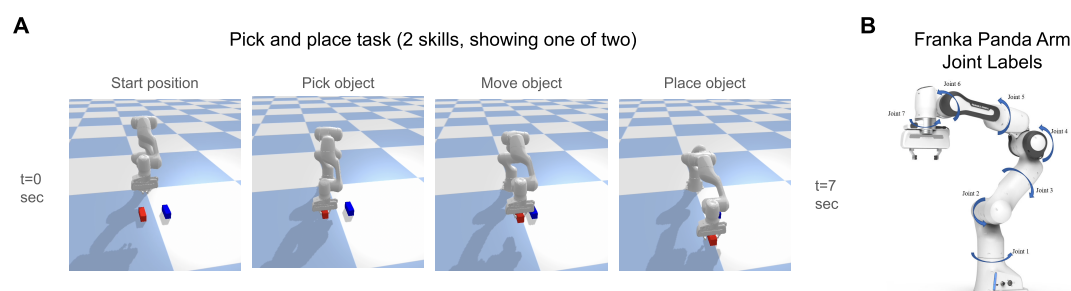 A
Pick and place task (2 skills, showing one of two)
Start position
Pick object
Move object
Place object
t=0
sec
t=7
sec
B
Franka Panda Arm
Joint Labels
Joint 6
Joint 5
Joint 7
Joint 4
Joint 3
Joint 2
Joint 1